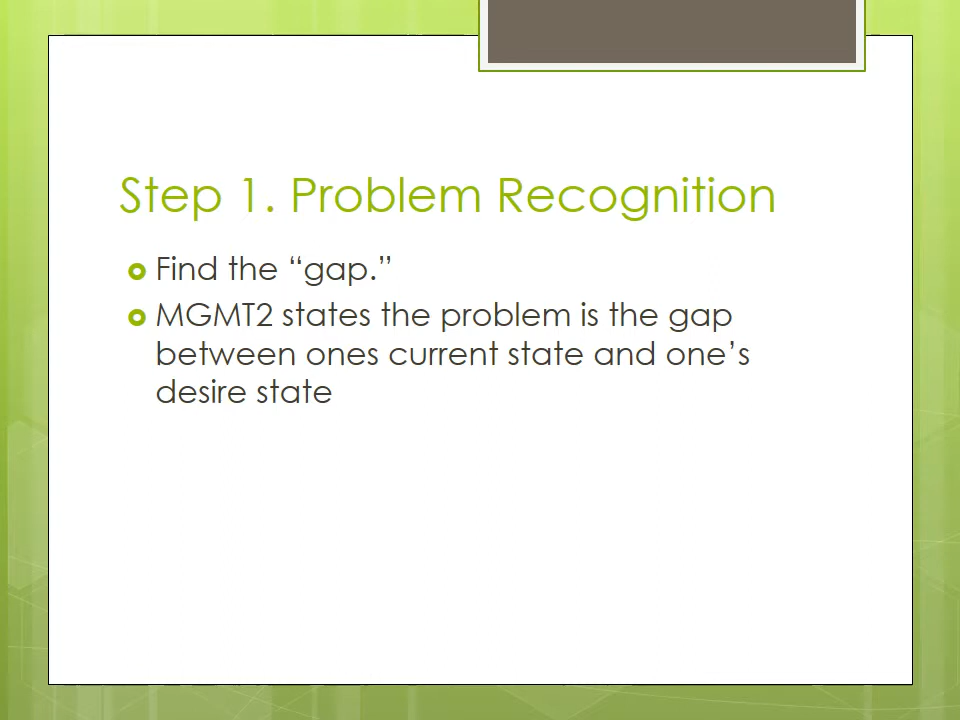 Step 1. Problem Recognition
Find the “gap.”
MGMT2 states the problem is the gap
between ones current state and one’s
desire state